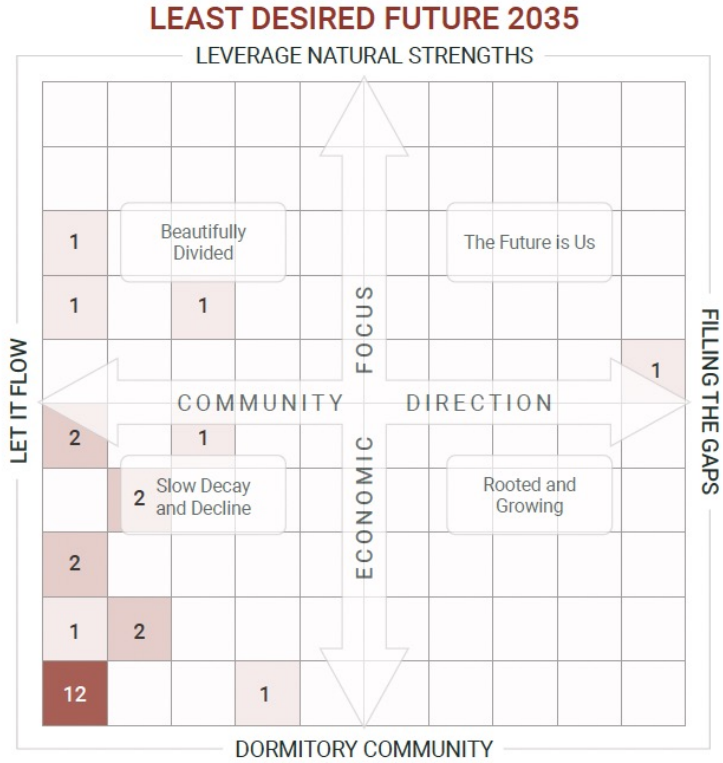 LEAST DESIRED FUTURE 2035
LEVERAGE NATURAL STRENGTHS
1
Beautifully
Divided
The Future is Us
1
1
FOCUS
1
LET IT FLOW
FILLING THE GAPS
COMMUNITY
DIRECTION
2
1
ECONOMIC
2
Slow Decay
and Decline
Rooted and
Growing
2
1
2
12
1
DORMITORY COMMUNITY